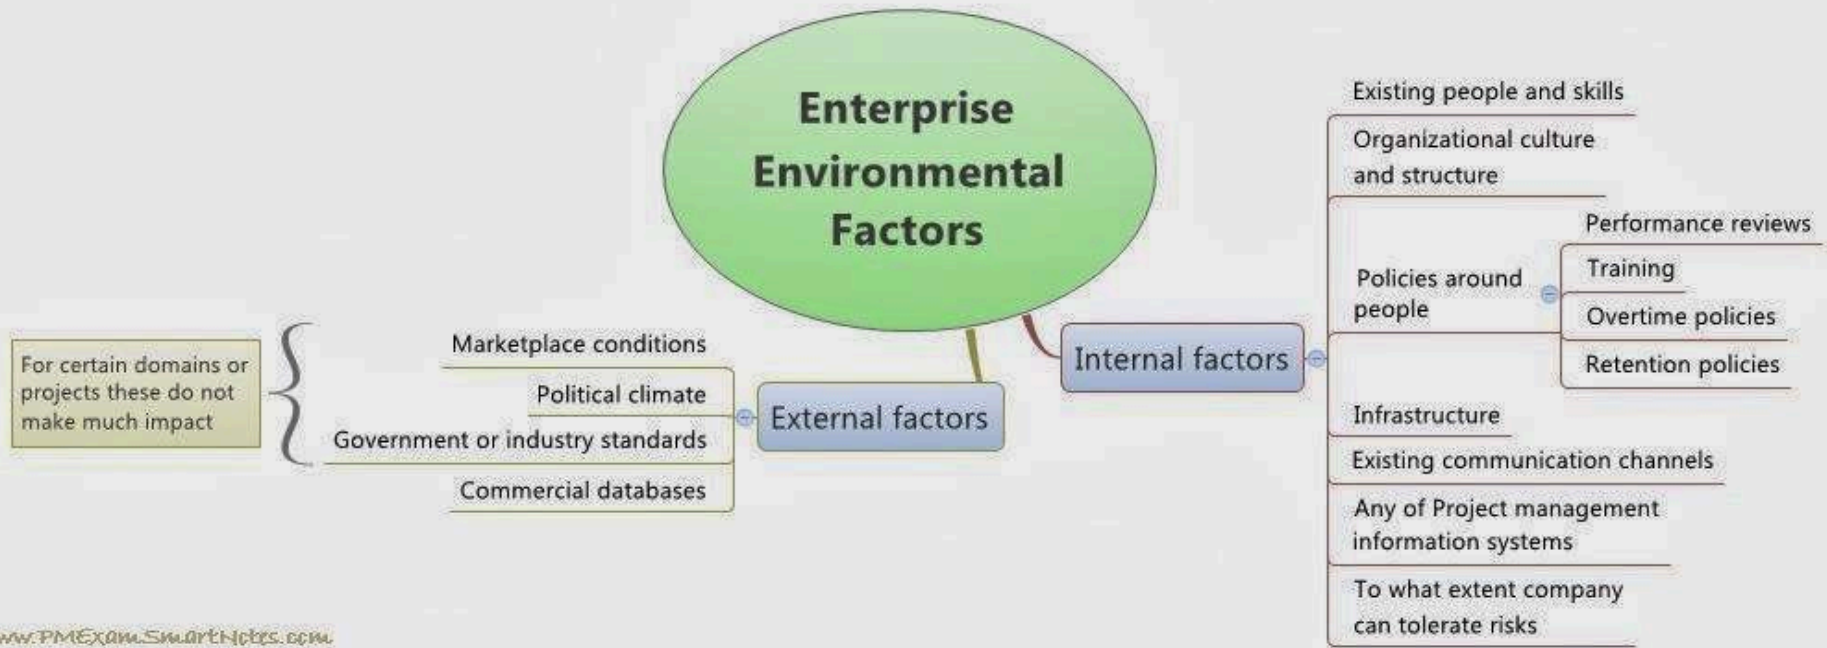 Enterprise
Environmental
Factors
Existing people and skills
Organizational culture
and structure
Performance reviews
Training
Policies around
people
Overtime policies
Retention policies
Internal factors
Infrastructure
Existing communication channels
Any of Project management
information systems
To what extent company
can tolerate risks
External factors
Marketplace conditions
Political climate
Government or industry standards
Commercial databases
For certain domains or
projects these do not
make much impact
ww.PMExamSmartNotes.com